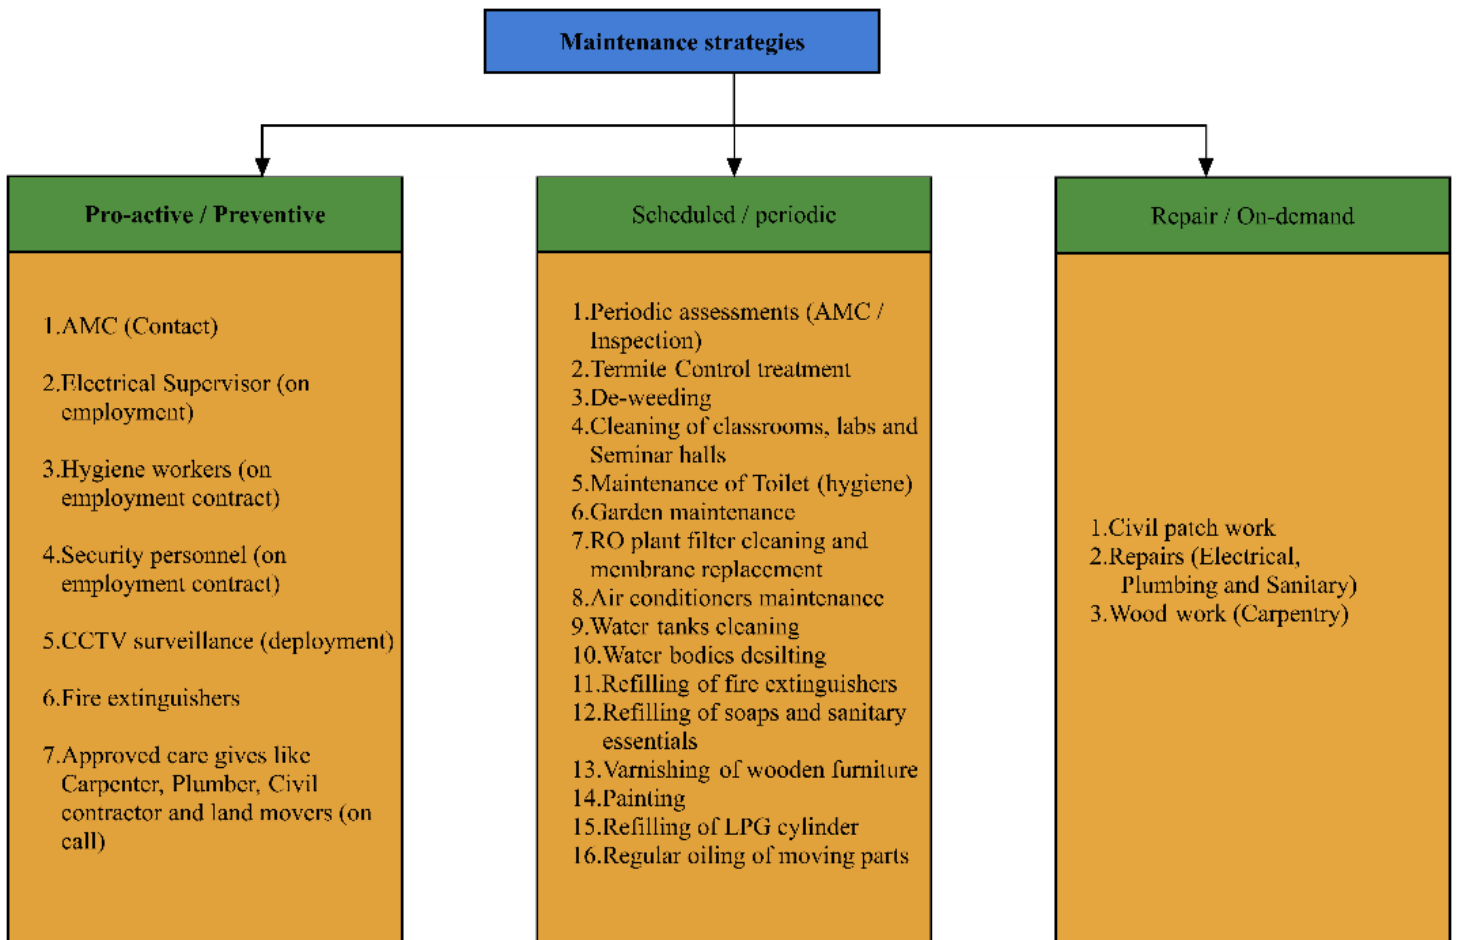 Maintenance strategies
Pro-active / Preventive
1.AMC (Contact)
2.Electrical Supervisor (on
employment)
3.Hygiene workers (on
employment contract)
4.Security personnel (on
employment contract)
5.CCTV surveillance (deployment)
6.Fire extinguishers
7.Approved care gives like
Carpenter, Plumber, Civil
contractor and land movers (on
call)
Scheduled / periodic
1.Periodic assessments (AMC /
Inspection)
2.Termite Control treatment
3.De-weeding
4.Cleaning of classrooms, labs and
Seminar halls
5.Maintenance of Toilet (hygiene)
6.Garden maintenance
7.RO plant filter cleaning and
membrane replacement
8.Air conditioners maintenance
9.Water tanks cleaning
10.Water bodies desilting
11.Refilling of fire extinguishers
12.Refilling of soaps and sanitary
essentials
13.Varnishing of wooden furniture
14.Painting
15.Refilling of LPG cylinder
16.Regular oiling of moving parts
Repair / On-demand
1.Civil patch work
2.Repairs (Electrical,
Plumbing and Sanitary)
3.Wood work (Carpentry)